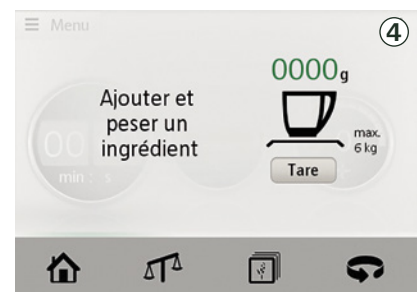 ☰ Menu
④
0000g
Ajouter et
peser un
ingrédient
max.
6 kg
00
Tare
min : s